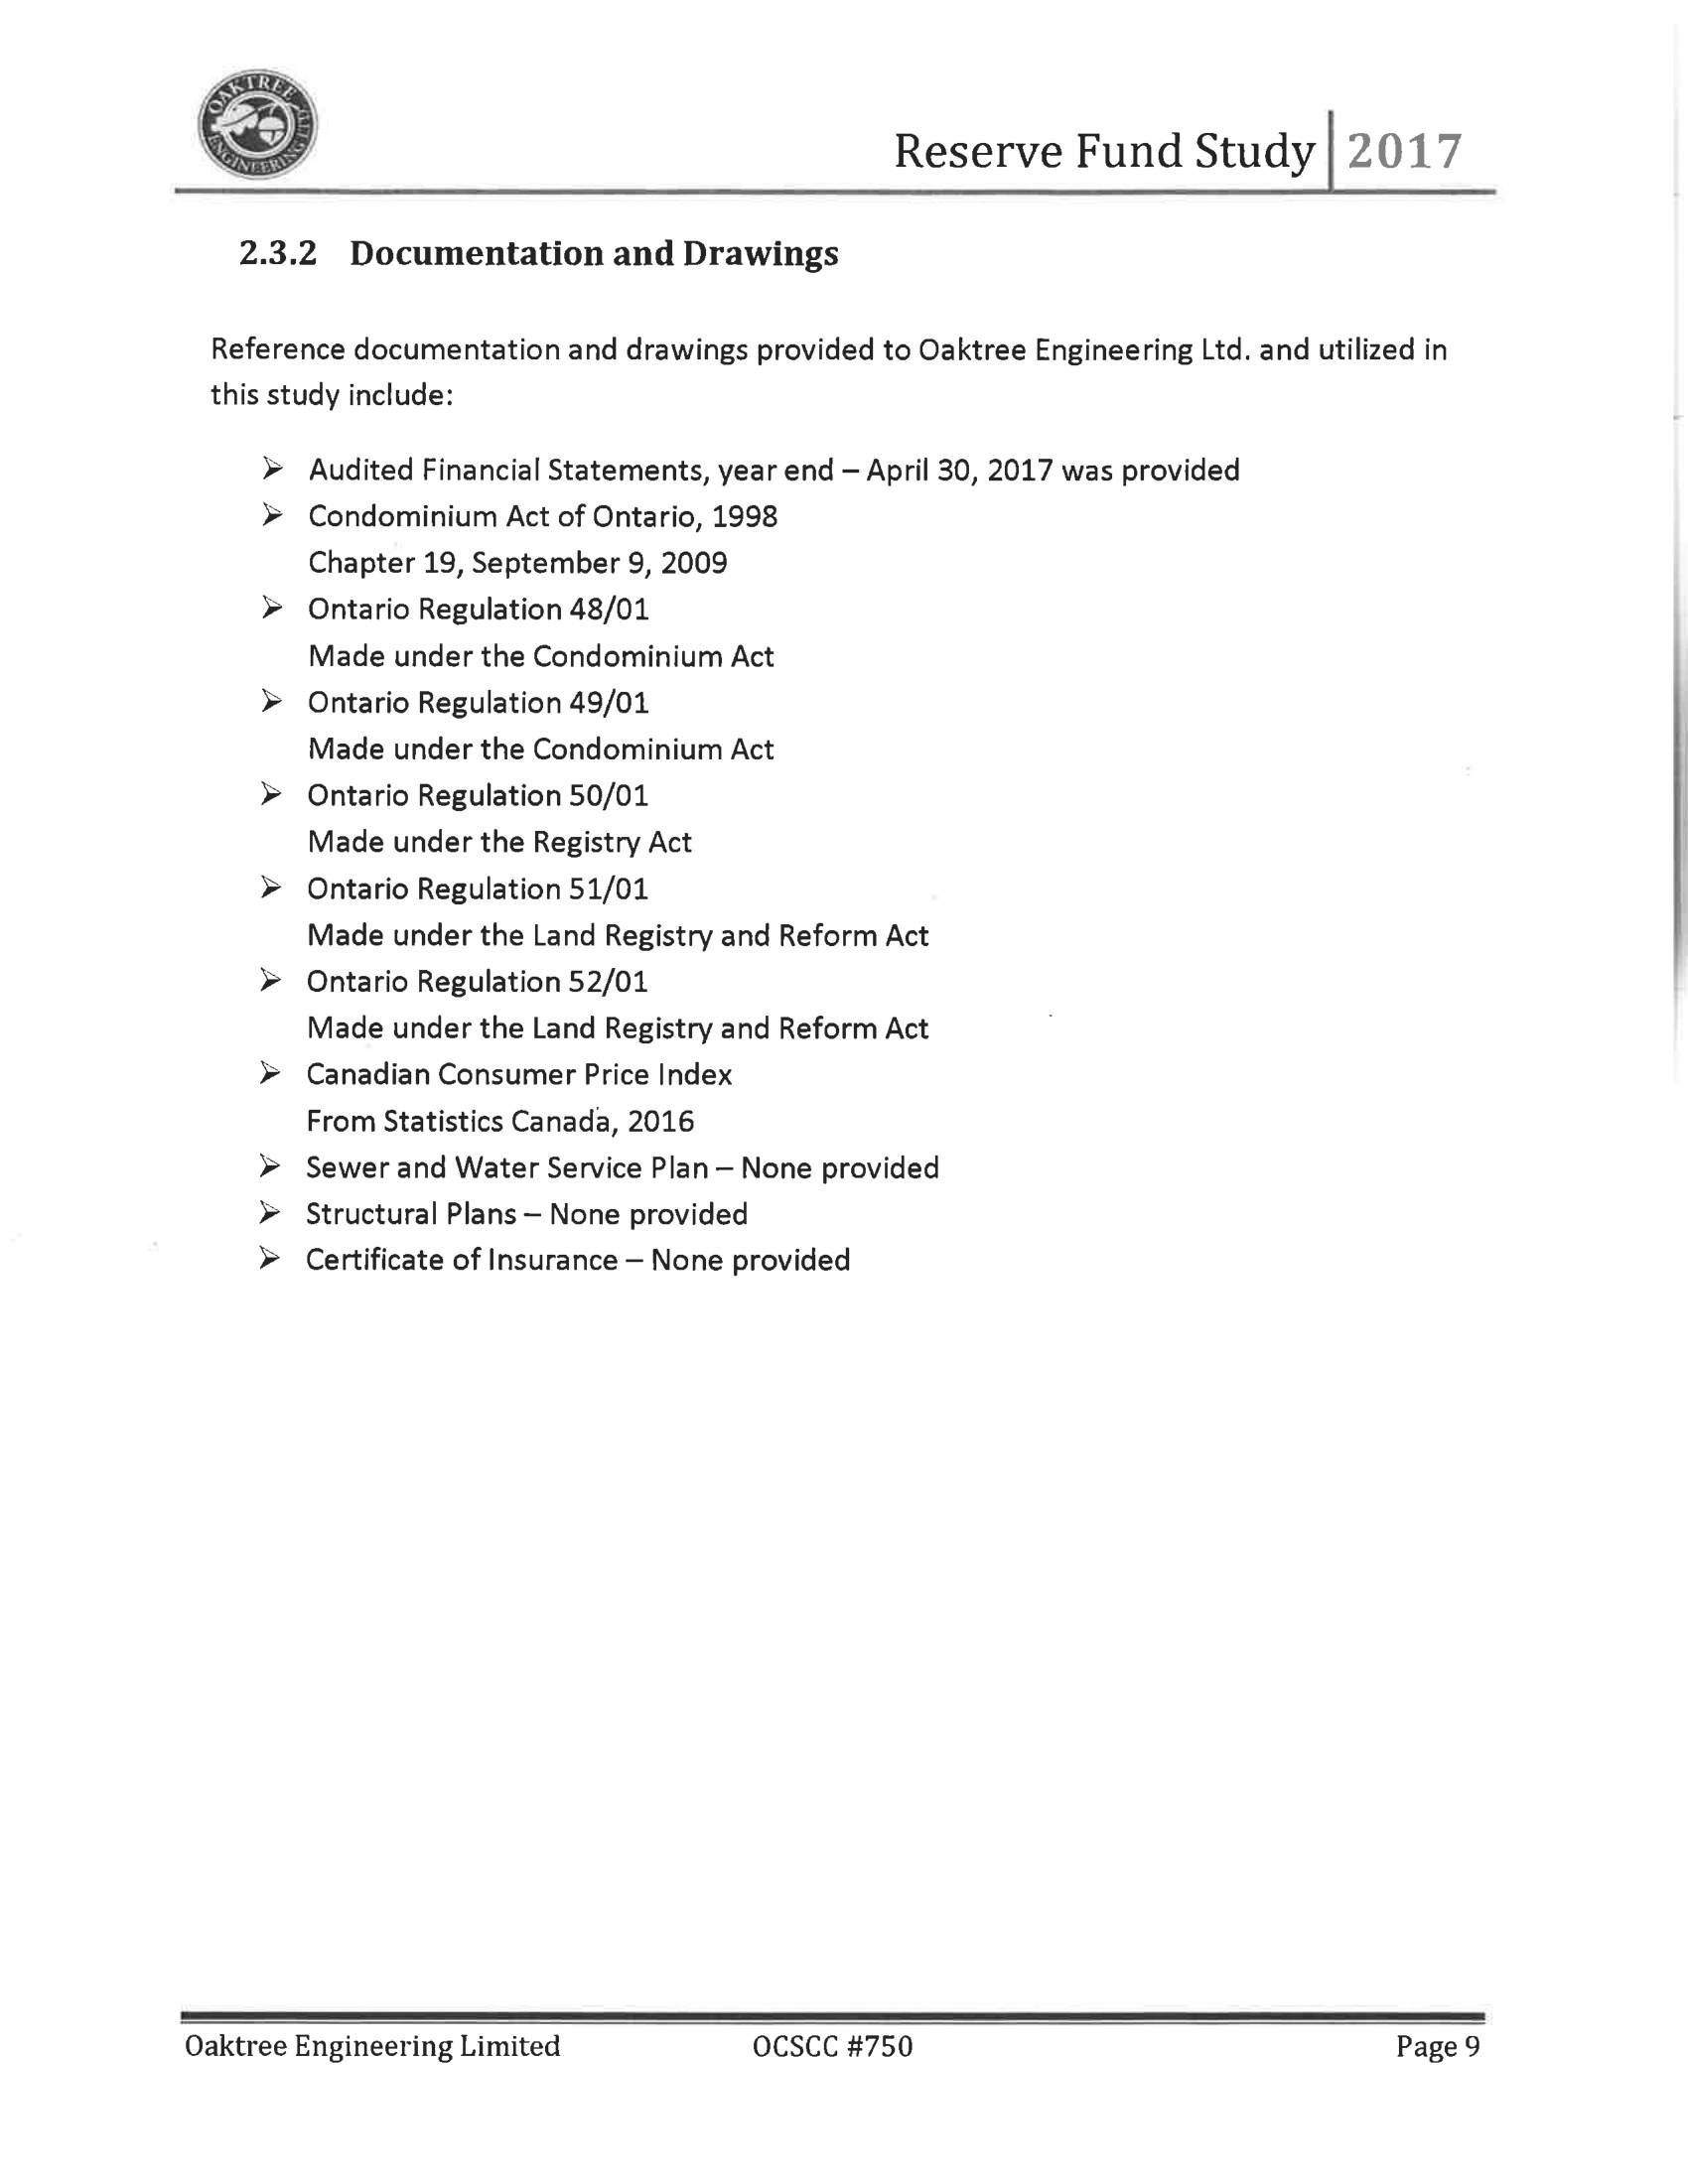 OAKTREE
ENGINEERING LTD
Reserve Fund Study 2017
2.3.2 Documentation and Drawings
Reference documentation and drawings provided to Oaktree Engineering Ltd. and utilized in
this study include:
➢ Audited Financial Statements, year end – April 30, 2017 was provided
➢ Condominium Act of Ontario, 1998
Chapter 19, September 9, 2009
➢ Ontario Regulation 48/01
Made under the Condominium Act
➢ Ontario Regulation 49/01
Made under the Condominium Act
➢ Ontario Regulation 50/01
Made under the Registry Act
➢ Ontario Regulation 51/01
Made under the Land Registry and Reform Act
➢ Ontario Regulation 52/01
Made under the Land Registry and Reform Act
➢ Canadian Consumer Price Index
From Statistics Canada, 2016
➢ Sewer and Water Service Plan – None provided
➢ Structural Plans – None provided
➢ Certificate of Insurance – None provided
Oaktree Engineering Limited OCSCC #750 Page 9